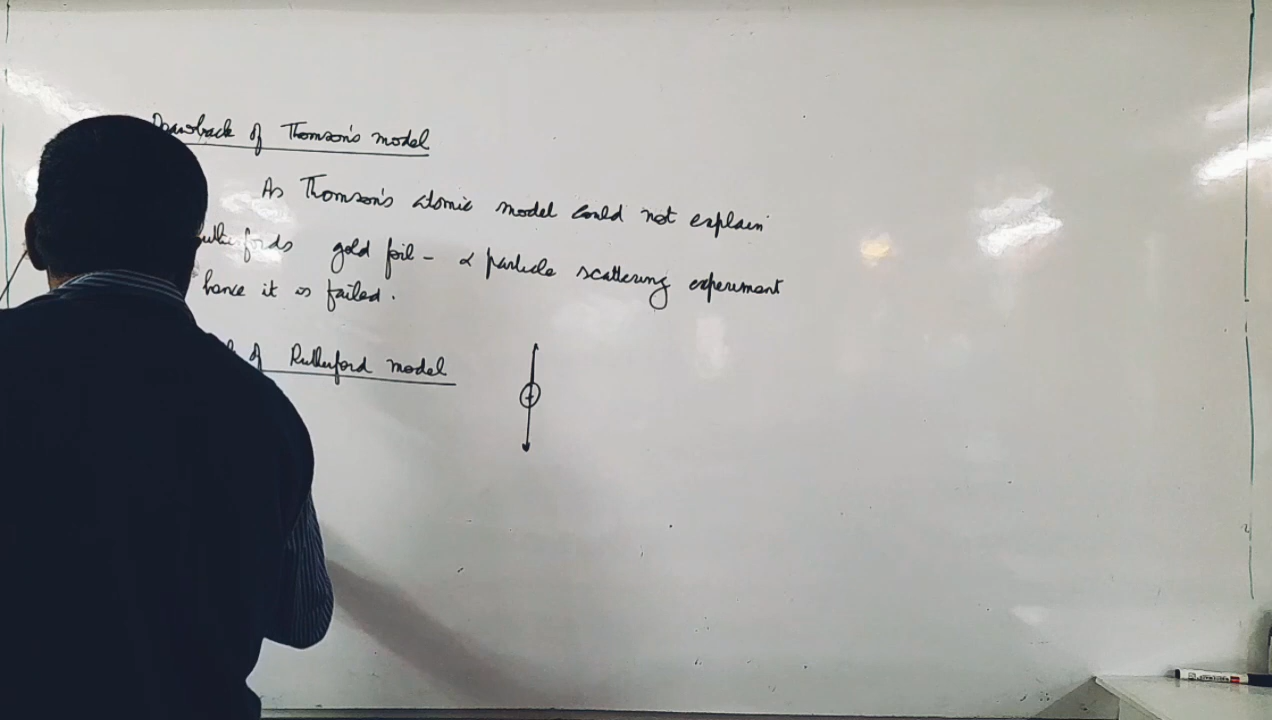 Drawback of Thomson's model
As Thomson's atomic model could not explain
utherfords gold foil - α particle scattering experiment
hence it is failed.
of Rutherford model
+